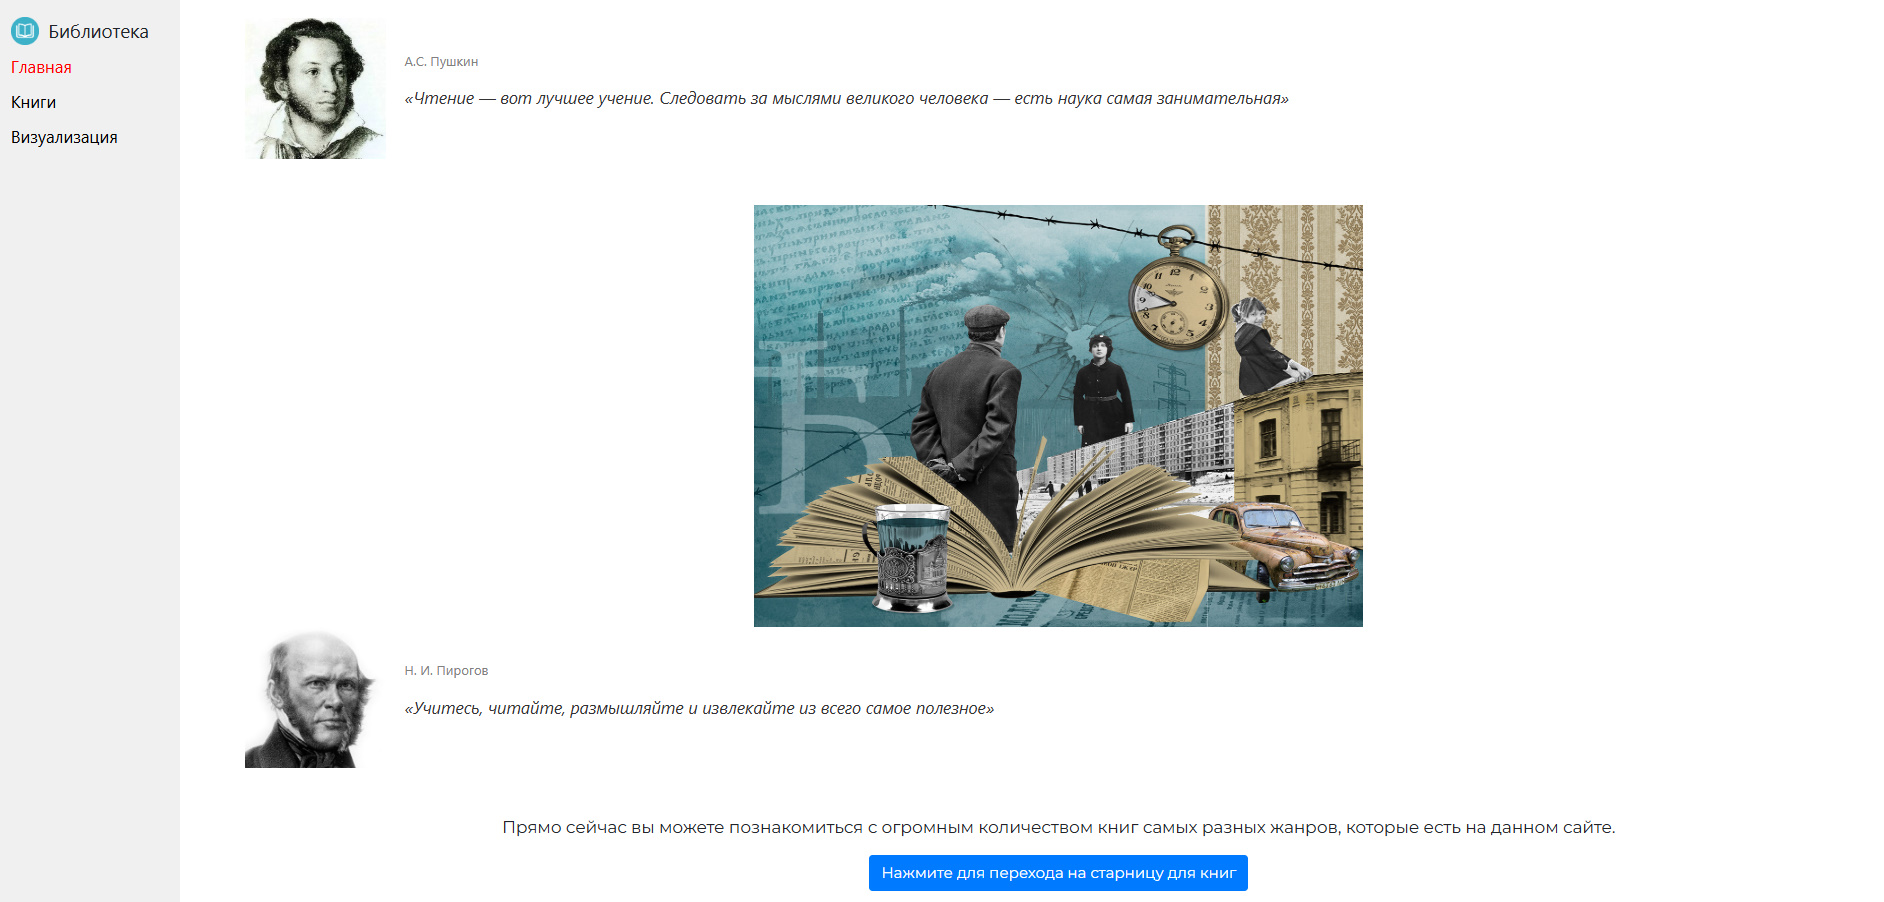 Библиотека
Главная
Книги
Визуализация
А.С. Пушкин
«Чтение — вот лучшее учение. Следовать за мыслями великого человека — есть наука самая занимательная»
Б
Н. И. Пирогов
«Учитесь, читайте, размышляйте и извлекайте из всего самое полезное»
Прямо сейчас вы можете познакомиться с огромным количеством книг самых разных жанров, которые есть на данном сайте.
Нажмите для перехода на старницу для книг